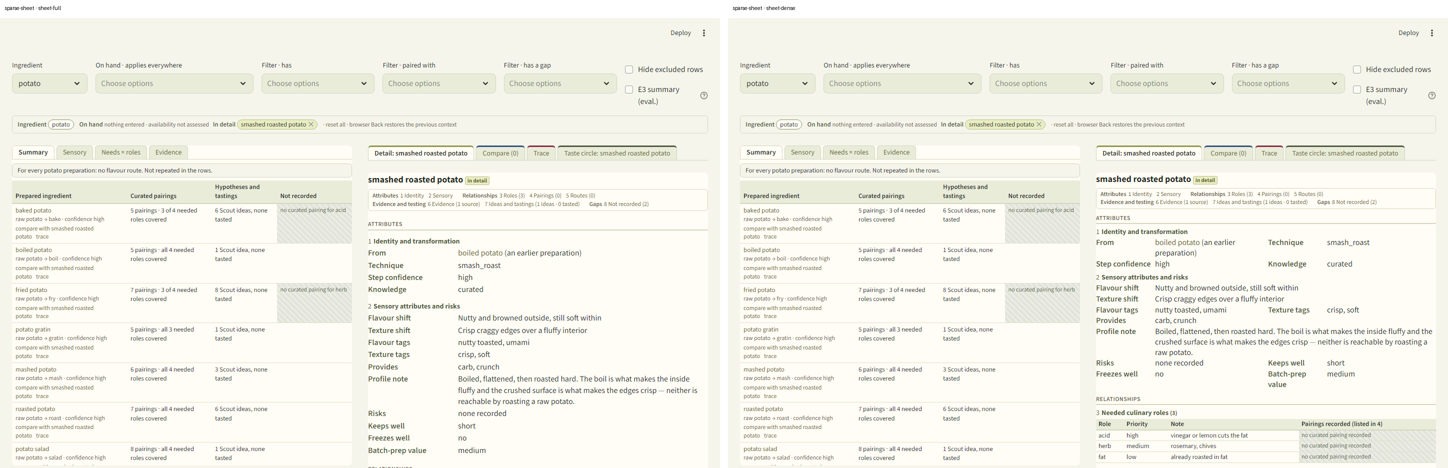 sparse-sheet · sheet-full
Deploy
Ingredient On hand · applies everywhere Filter · has Filter · paired with Filter · has a gap
potato Choose options Choose options Choose options Choose options
Hide excluded rows
E3 summary (eval.)
Ingredient potato On hand nothing entered · availability not assessed In detail smashed roasted potato ✕ · reset all · browser Back restores the previous context
Summary Sensory Needs = roles Evidence
For every potato preparation: no flavour route. Not repeated in the rows.
Prepared ingredient Curated pairings Hypotheses and tastings Not recorded
baked potato 5 pairings · 3 of 4 needed roles covered 6 Scout ideas, none tasted no curated pairing for acid
raw potato → bake · confidence high
compare with smashed roasted potato trace
boiled potato 5 pairings · all 4 needed roles covered 1 Scout idea, none tasted
raw potato → boil · confidence high
compare with smashed roasted potato trace
fried potato 7 pairings · 3 of 4 needed roles covered 8 Scout ideas, none tasted no curated pairing for herb
raw potato → fry · confidence high
compare with smashed roasted potato trace
potato gratin 5 pairings · all 3 needed roles covered 1 Scout idea, none tasted
raw potato → gratin · confidence high
compare with smashed roasted potato trace
mashed potato 6 pairings · all 4 needed roles covered 3 Scout ideas, none tasted
raw potato → mash · confidence high
compare with smashed roasted potato trace
roasted potato 7 pairings · all 4 needed roles covered 6 Scout ideas, none tasted
raw potato → roast · confidence high
compare with smashed roasted potato trace
potato salad 8 pairings · all 4 needed roles covered 1 Scout idea, none tasted
raw potato → salad · confidence high
Detail: smashed roasted potato Compare (0) Trace Taste circle: smashed roasted potato
smashed roasted potato in detail
Attributes 1 Identity 2 Sensory Relationships 3 Roles (3) 4 Pairings (0) 5 Routes (0)
Evidence and testing 6 Evidence (1 source) 7 Ideas and tastings (1 ideas · 0 tasted) Gaps 8 Not recorded (2)
ATTRIBUTES
1 Identity and transformation
From boiled potato (an earlier preparation)
Technique smash_roast
Step confidence high
Knowledge curated
2 Sensory attributes and risks
Flavour shift Nutty and browned outside, still soft within
Texture shift Crisp craggy edges over a fluffy interior
Flavour tags nutty toasted, umami
Texture tags crisp, soft
Provides carb, crunch
Profile note Boiled, flattened, then roasted hard. The boil is what makes the inside
fluffy and the crushed surface is what makes the edges crisp -- neither is
reachable by roasting a raw potato.
Risks none recorded
Keeps well short
Freezes well no
Batch-prep value medium
sparse-sheet · sheet-dense
Deploy
Ingredient On hand · applies everywhere Filter · has Filter · paired with Filter · has a gap
potato Choose options Choose options Choose options Choose options
Hide excluded rows
E3 summary (eval.)
Ingredient potato On hand nothing entered · availability not assessed In detail smashed roasted potato ✕ · reset all · browser Back restores the previous context
Summary Sensory Needs = roles Evidence
For every potato preparation: no flavour route. Not repeated in the rows.
Prepared ingredient Curated pairings Hypotheses and tastings Not recorded
baked potato 5 pairings · 3 of 4 needed roles covered 6 Scout ideas, none tasted no curated pairing for acid
raw potato → bake · confidence high
compare with smashed roasted potato trace
boiled potato 5 pairings · all 4 needed roles covered 1 Scout idea, none tasted
raw potato → boil · confidence high
compare with smashed roasted potato trace
fried potato 7 pairings · 3 of 4 needed roles covered 8 Scout ideas, none tasted no curated pairing for herb
raw potato → fry · confidence high
compare with smashed roasted potato trace
potato gratin 5 pairings · all 3 needed roles covered 1 Scout idea, none tasted
raw potato → gratin · confidence high
compare with smashed roasted potato trace
mashed potato 6 pairings · all 4 needed roles covered 3 Scout ideas, none tasted
raw potato → mash · confidence high
compare with smashed roasted potato trace
roasted potato 7 pairings · all 4 needed roles covered 6 Scout ideas, none tasted
raw potato → roast · confidence high
compare with smashed roasted potato trace
potato salad 8 pairings · all 4 needed roles covered 1 Scout idea, none tasted
raw potato → salad · confidence high
Detail: smashed roasted potato Compare (0) Trace Taste circle: smashed roasted potato
smashed roasted potato in detail
Attributes 1 Identity 2 Sensory Relationships 3 Roles (3) 4 Pairings (0) 5 Routes (0)
Evidence and testing 6 Evidence (1 source) 7 Ideas and tastings (1 ideas · 0 tasted) Gaps 8 Not recorded (2)
ATTRIBUTES
1 Identity and transformation
From boiled potato (an earlier preparation) Technique smash_roast
Step confidence high Knowledge curated
2 Sensory attributes and risks
Flavour shift Nutty and browned outside, still soft within
Texture shift Crisp craggy edges over a fluffy interior
Flavour tags nutty toasted, umami Texture tags crisp, soft
Provides carb, crunch
Profile note Boiled, flattened, then roasted hard. The boil is what makes the inside fluffy and the
crushed surface is what makes the edges crisp -- neither is reachable by roasting a
raw potato.
Risks none recorded Keeps well short
Freezes well no Batch-prep value medium
RELATIONSHIPS
3 Needed culinary roles (3)
Role Priority Note Pairings recorded (listed in 4)
acid high vinegar or lemon cuts the fat no curated pairing recorded
herb medium rosemary, chives no curated pairing recorded
fat low already roasted in fat no curated pairing recorded